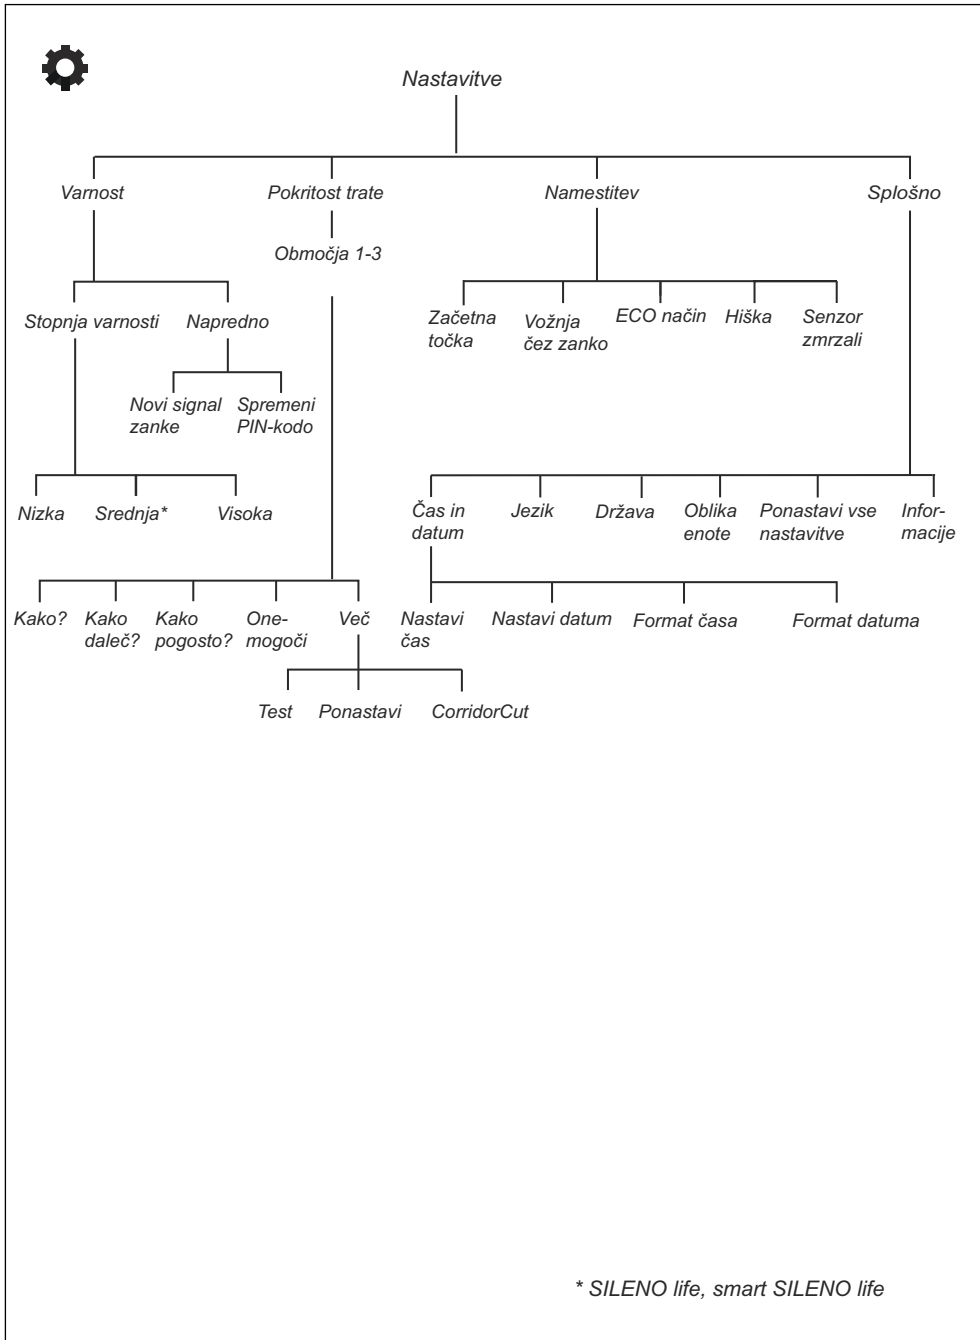 Nastavitve
Varnost
Pokritost trate
Namestitev
Splošno
Območja 1-3
Stopnja varnosti
Napredno
Začetna
točka
Vožnja
čez zanko
ECO način
Hiška
Senzor
zmrzali
Novi signal
zanke
Spremeni
PIN-kodo
Nizka
Srednja*
Visoka
Čas in
datum
Jezik
Država
Oblika
enote
Ponastavi vse
nastavitve
Infor-
macije
Kako?
Kako
daleč?
Kako
pogosto?
One-
mogoči
Več
Nastavi
čas
Nastavi datum
Format časa
Format datuma
Test
Ponastavi
CorridorCut
* SILENO life, smart SILENO life